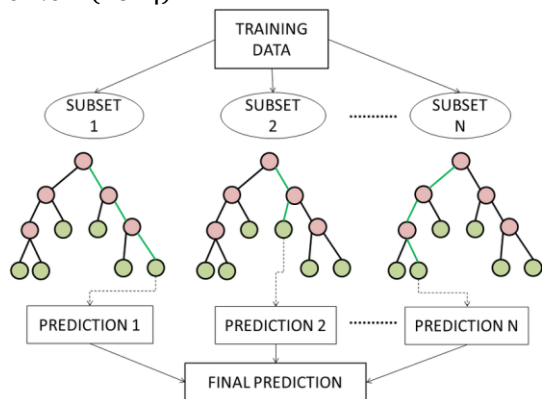 TRAINING
DATA
SUBSET
1
SUBSET
2
SUBSET
N
PREDICTION 1
PREDICTION 2
PREDICTION N
FINAL PREDICTION